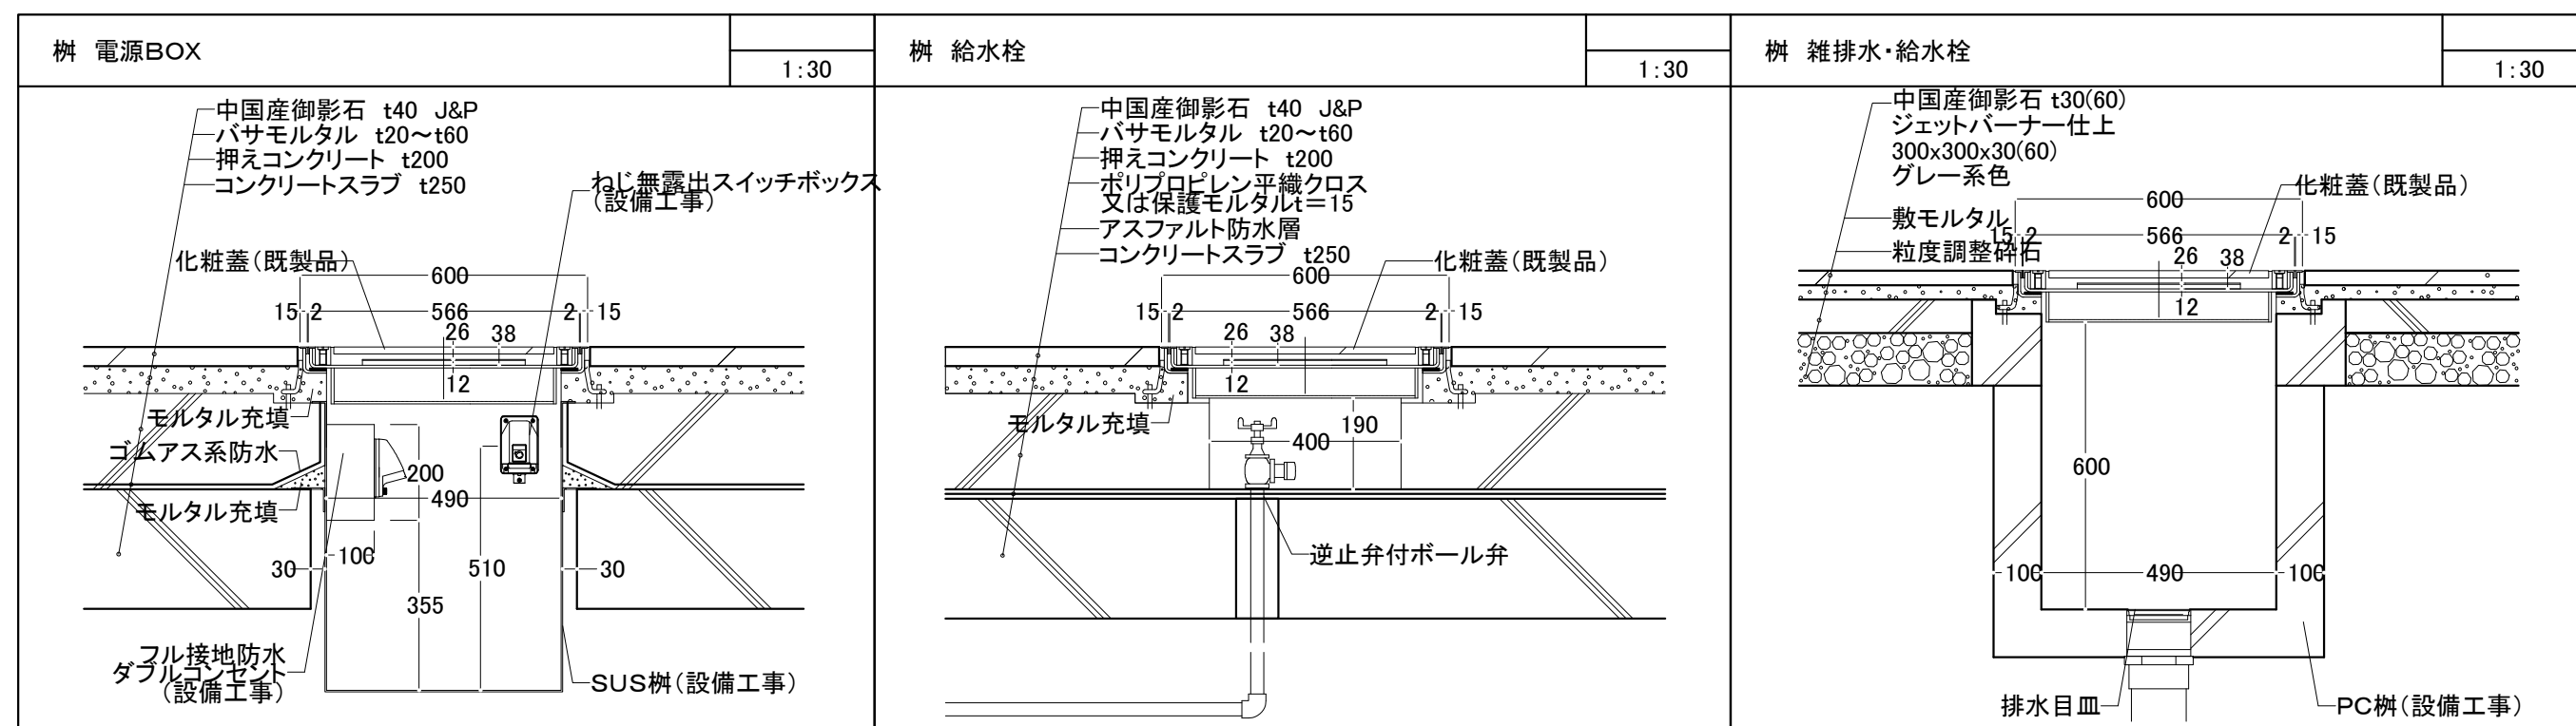 桝 電源BOX
1:30
中国産御影石 t40 J&P
バサモルタル t20～t60
押えコンクリート t200
コンクリートスラブ t250
ねじ無露出スイッチボックス
(設備工事)
化粧蓋(既製品)
600
15 2 566 2 15
26 38
12
モルタル充填
ゴムアス系防水
200
490
モルタル充填
100
30 510 30
355
フル接地防水
ダブルコンセント
(設備工事)
SUS桝(設備工事)
桝 給水栓
1:30
中国産御影石 t40 J&P
バサモルタル t20～t60
押えコンクリート t200
ポリプロピレン平織クロス
又は保護モルタルt=15
アスファルト防水層
コンクリートスラブ t250
化粧蓋(既製品)
600
15 2 566 2 15
26 38
12
モルタル充填
190
400
逆止弁付ボール弁
桝 雑排水・給水栓
1:30
中国産御影石 t30(60)
ジェットバーナー仕上
300x300x30(60)
グレー系色
化粧蓋(既製品)
600
敷モルタル
15 2 566 2 15
粒度調整砕石
26 38
12
600
100 490 100
排水目皿
PC桝(設備工事)